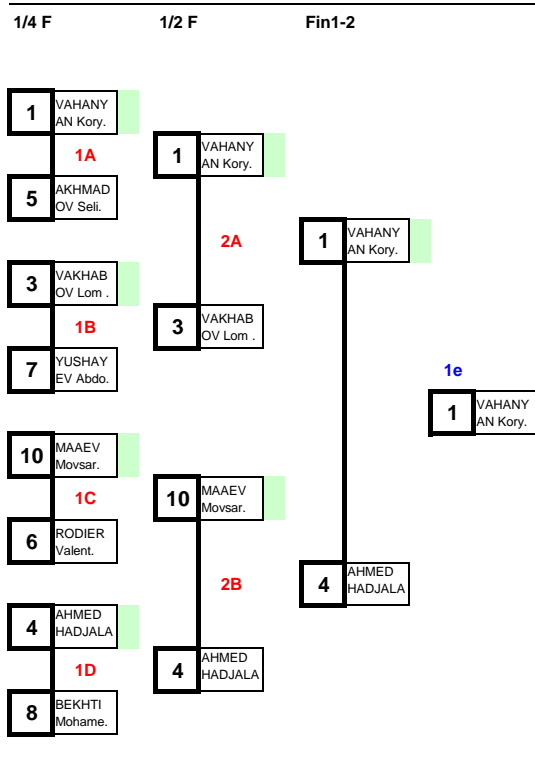 1/4 F 1/2 F Fin1-2
1 VAHANY
AN Kory.
1A
5 AKHMAD
OV Seli.
3 VAKHAB
OV Lom .
1B
7 YUSHAY
EV Abdo.
10 MAAEV
Movsar.
1C
6 RODIER
Valent.
4 AHMED
HADJALA
1D
8 BEKHTI
Mohame.
1 VAHANY
AN Kory.
2A
3 VAKHAB
OV Lom .
10 MAAEV
Movsar.
2B
4 AHMED
HADJALA
1 VAHANY
AN Kory.
4 AHMED
HADJALA
1e
1 VAHANY
AN Kory.